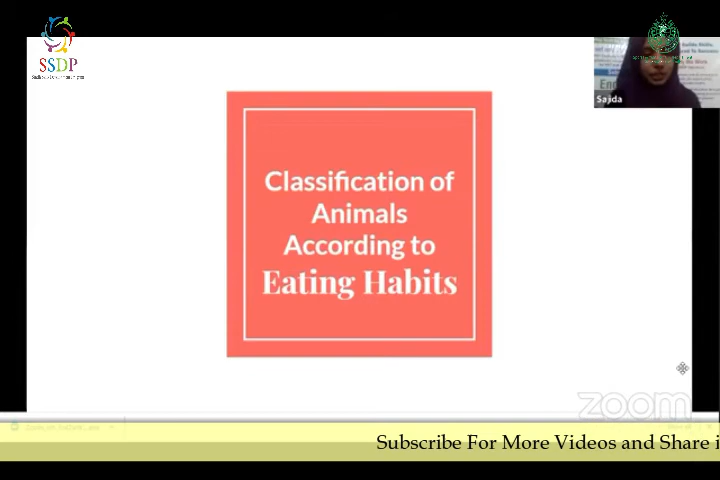 SSDP
Sajda
Classification of
Animals
According to
Eating Habits
zoom
Subscribe For More Videos and Share i